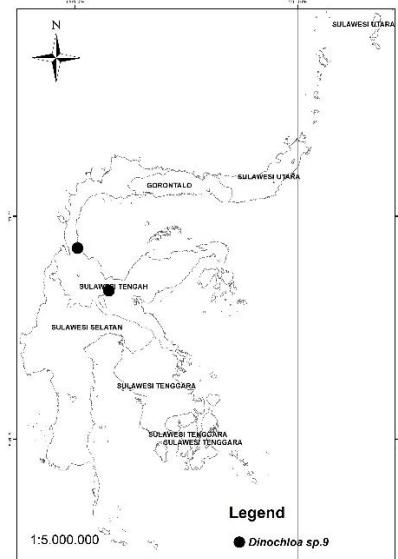 SULAWESI UTARA
N
SULAWESI UTARA
GORONTALO
SULAWESI TENGAH
SULAWESI SELATAN
SULAWESI TENGGARA
SULAWESI TENGGARA
SULAWESI TENGGARA
Legend
1:5.000.000
Dinochloa sp.9